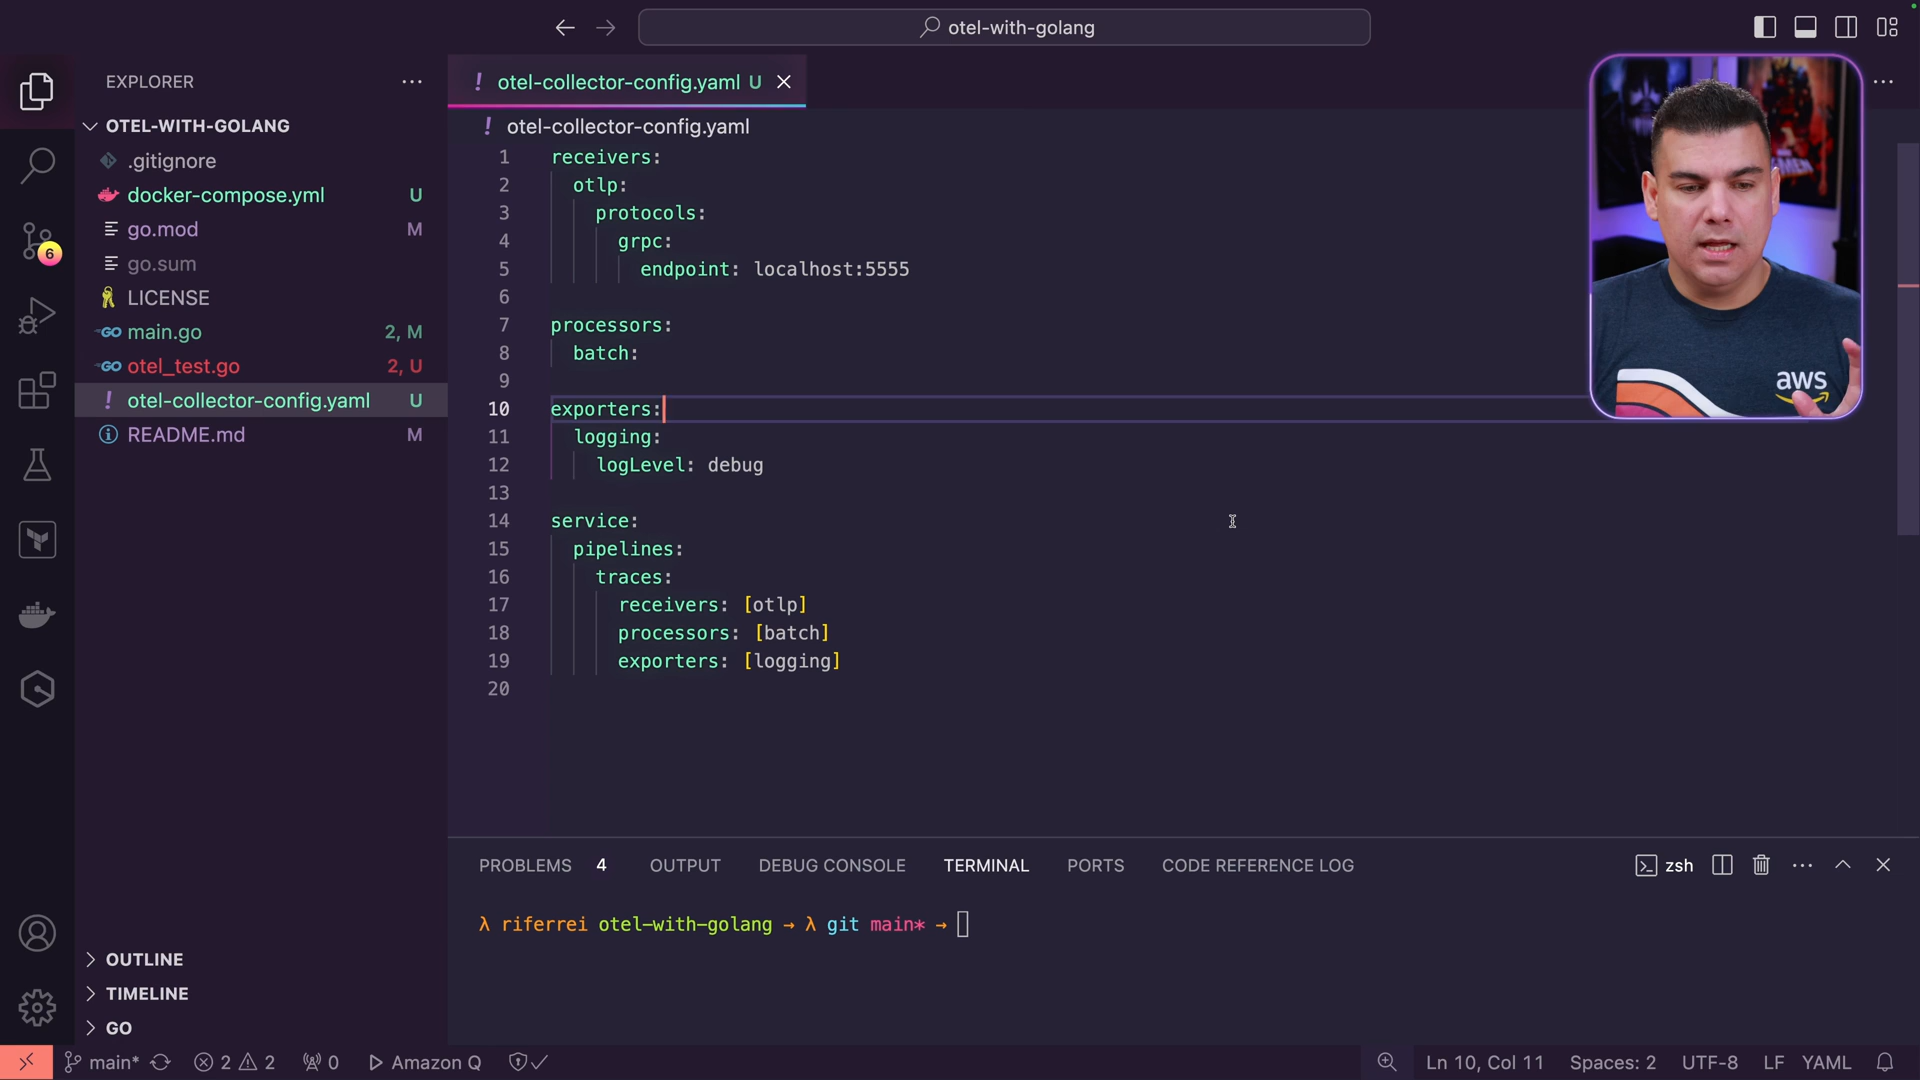 otel-with-golang
EXPLORER
OTEL-WITH-GOLANG
.gitignore
docker-compose.yml U
go.mod M
go.sum
LICENSE
main.go 2, M
otel_test.go 2, U
otel-collector-config.yaml U
README.md M
OUTLINE
TIMELINE
GO
6
otel-collector-config.yaml U
otel-collector-config.yaml
1 receivers:
2 otlp:
3 protocols:
4 grpc:
5 endpoint: localhost:5555
6
7 processors:
8 batch:
9
10 exporters:
11 logging:
12 logLevel: debug
13
14 service:
15 pipelines:
16 traces:
17 receivers: [otlp]
18 processors: [batch]
19 exporters: [logging]
20
aws
PROBLEMS 4 OUTPUT DEBUG CONSOLE TERMINAL PORTS CODE REFERENCE LOG zsh
λ riferrei otel-with-golang → λ git main* →
main* 2 2 0 Amazon Q Ln 10, Col 11 Spaces: 2 UTF-8 LF YAML